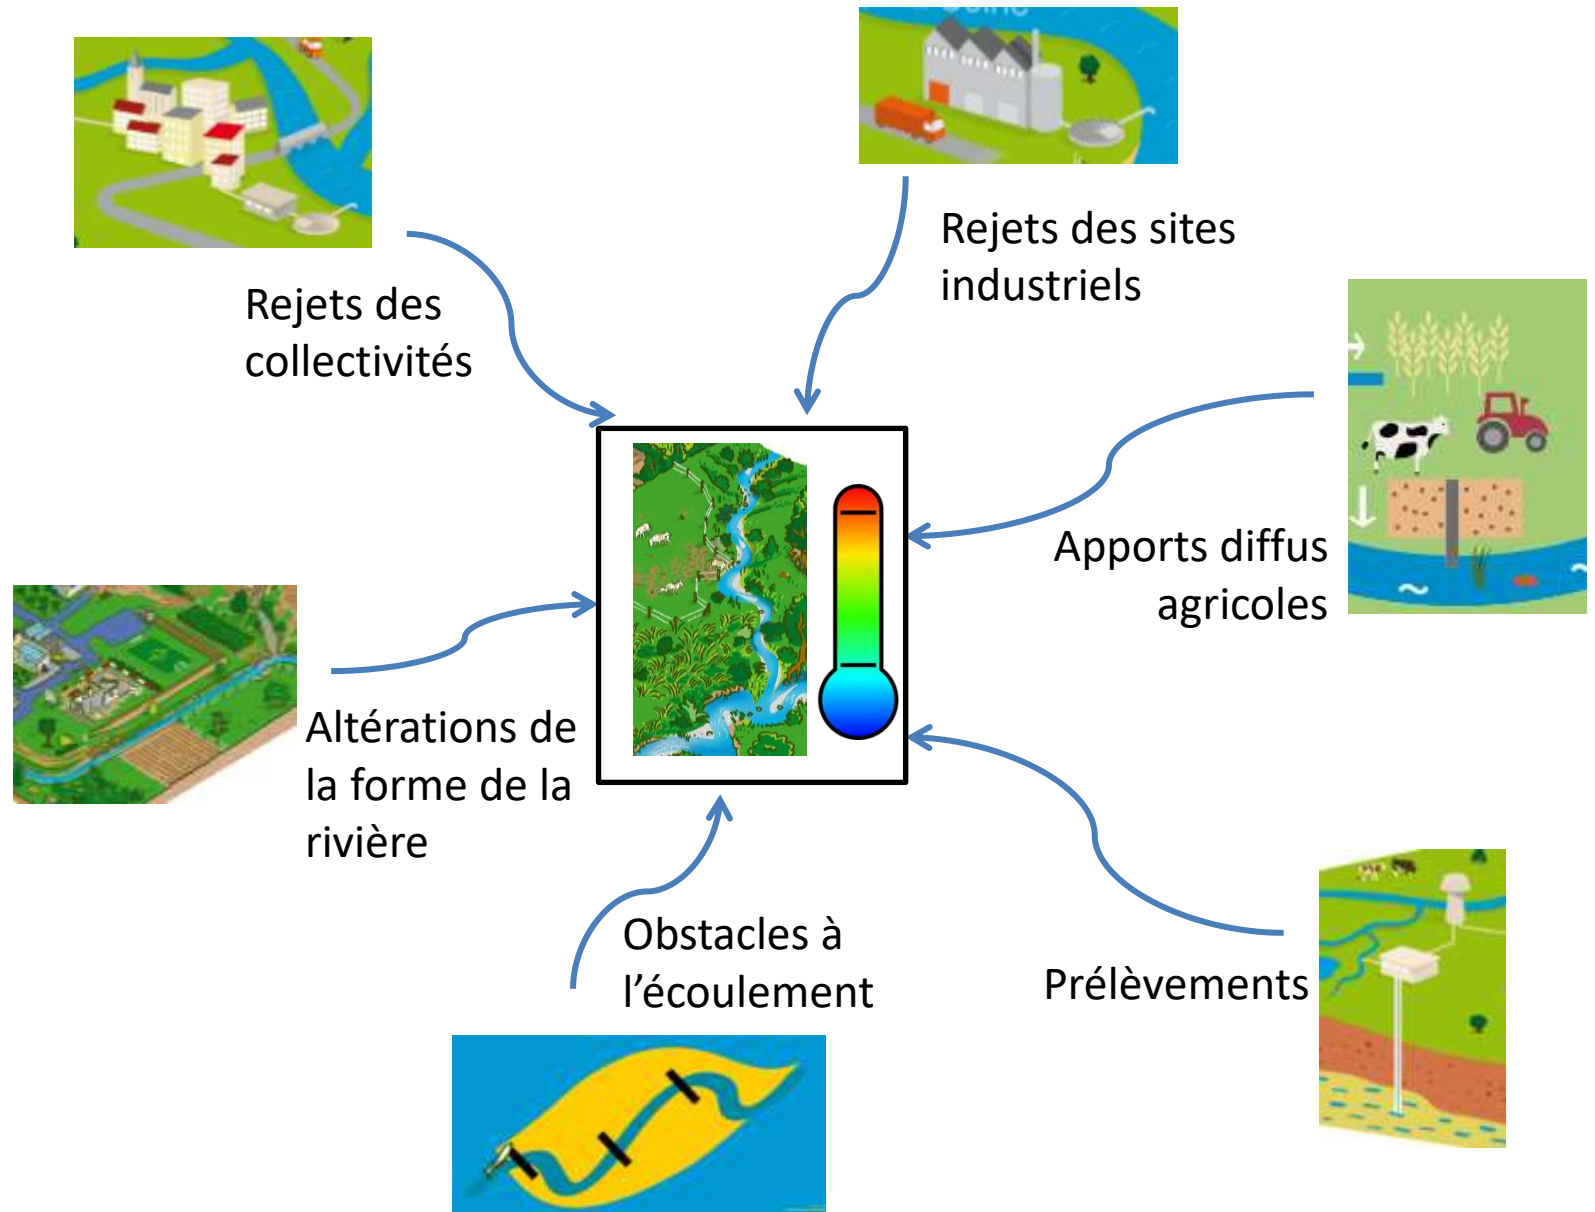 Rejets des sites
industriels
Rejets des
collectivités
Apports diffus
agricoles
Altérations de
la forme de la
rivière
Obstacles à
l’écoulement
Prélèvements